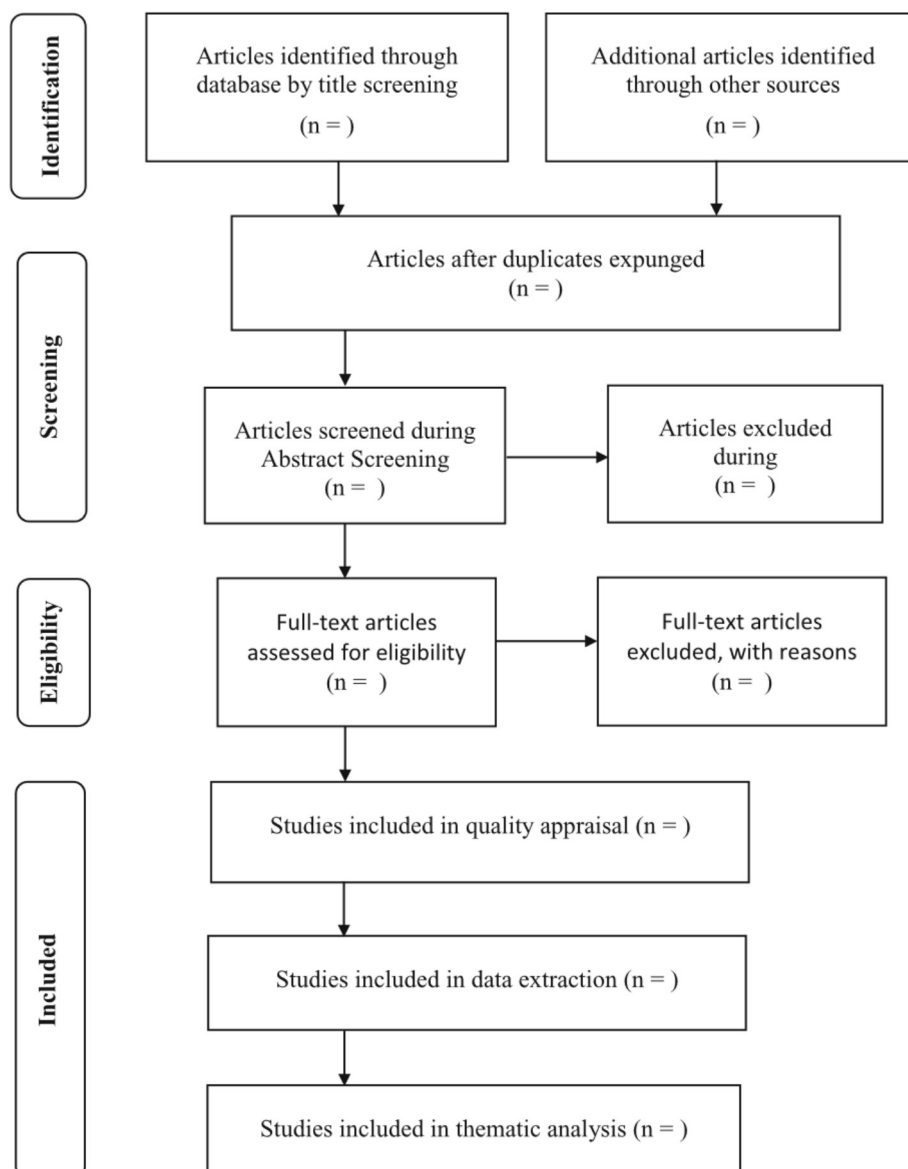 Identification
Articles identified through
database by title screening
(n = )
Additional articles identified
through other sources
(n = )
Screening
Articles after duplicates expunged
(n = )
Articles screened during
Abstract Screening
(n =  )
Articles excluded
during
(n =  )
Eligibility
Full-text articles
assessed for eligibility
(n =  )
Full-text articles
excluded, with reasons
(n =  )
Included
Studies included in quality appraisal (n = )
Studies included in data extraction (n = )
Studies included in thematic analysis (n = )